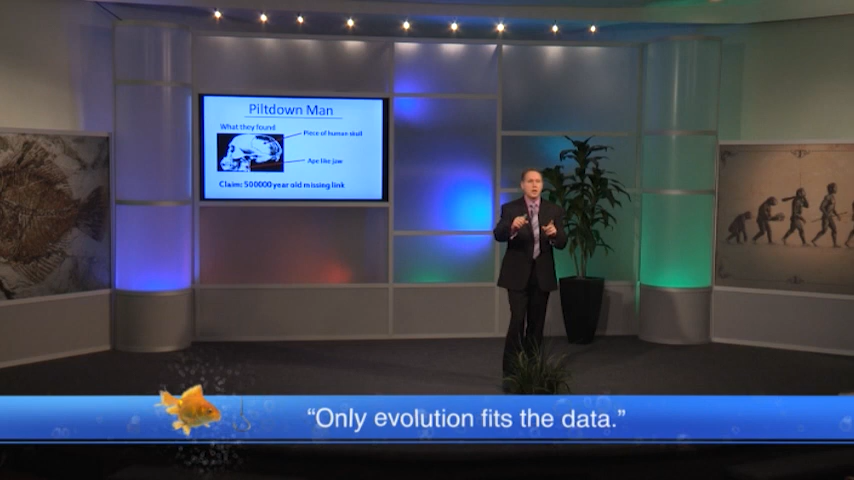 Piltdown Man
What they found
Piece of human skull
Ape like jaw
Claim: 500000 year old missing link
“Only evolution fits the data.”